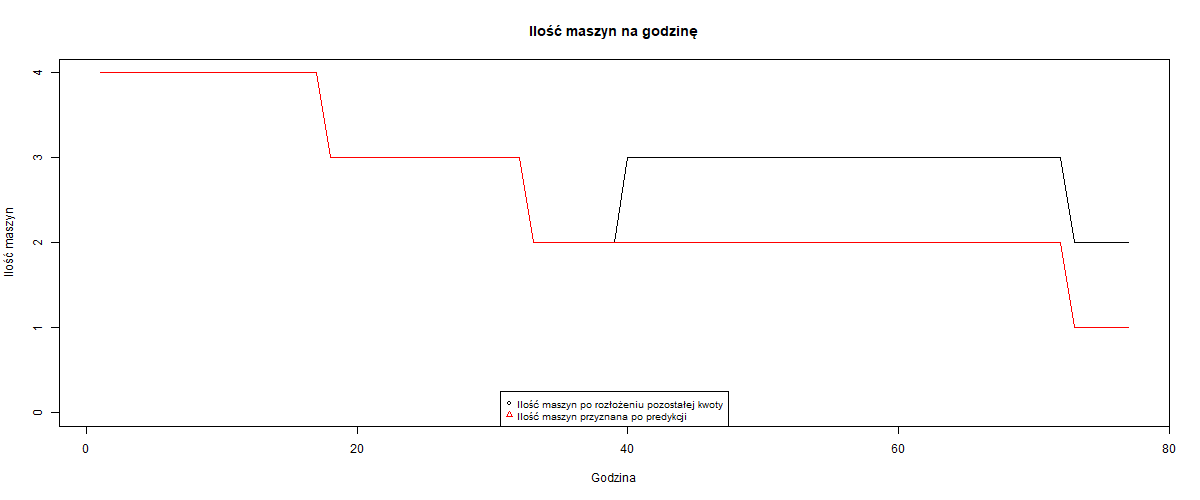 Ilość maszyn na godzinę
Ilość maszyn
4
3
2
1
0
Ilość maszyn po rozłożeniu pozostałej kwoty
Ilość maszyn przyznana po predykcji
0 20 40 60 80
Godzina